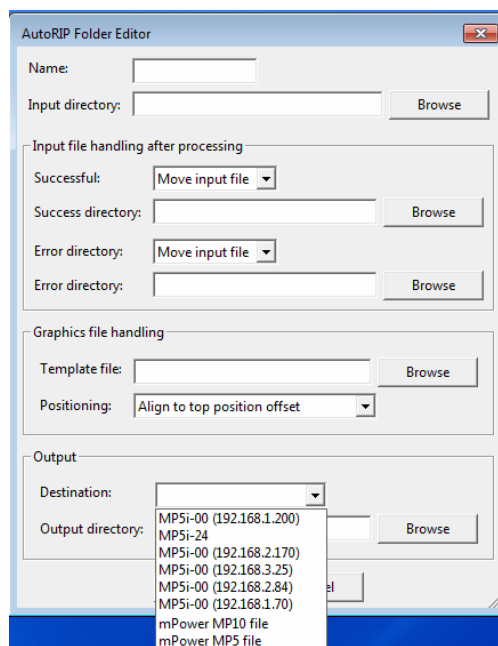 AutoRIP Folder Editor
Name:
Input directory:
Browse
Input file handling after processing
Successful:
Move input file
Success directory:
Browse
Error directory:
Move input file
Error directory:
Browse
Graphics file handling
Template file:
Browse
Positioning:
Align to top position offset
Output
Destination:
MP5i-00 (192.168.1.200)
MP5i-24
Output directory:
Browse
MP5i-00 (192.168.2.170)
MP5i-00 (192.168.3.25)
MP5i-00 (192.168.2.84)
MP5i-00 (192.168.1.70)
mPower MP10 file
mPower MP5 file